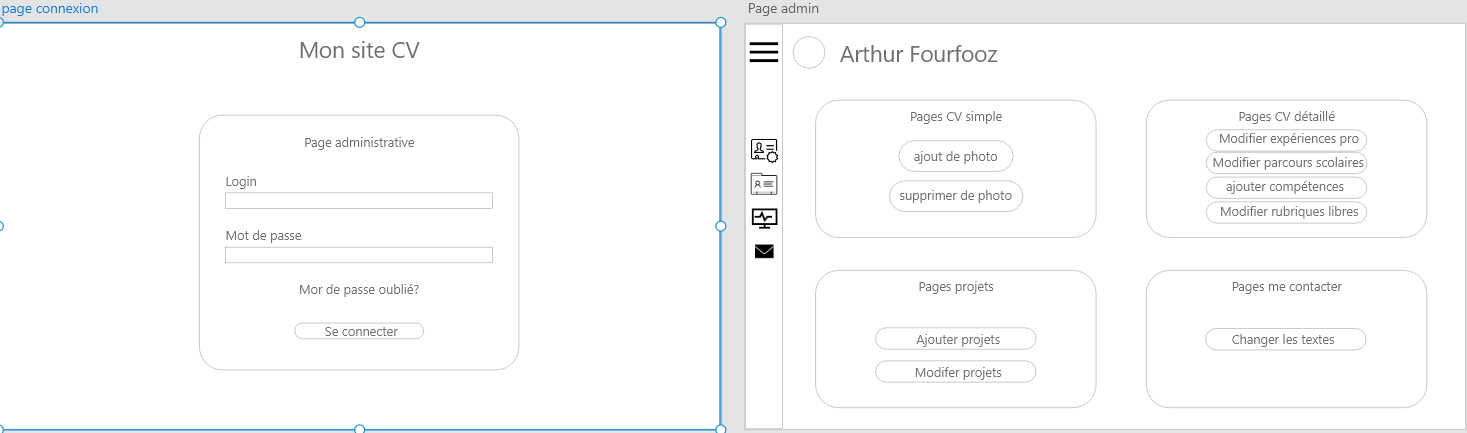 page connexion
Mon site CV
Page administrative
Login
Mot de passe
Mor de passe oublié?
Se connecter
Page admin
Arthur Fourfooz
Pages CV simple
ajout de photo
supprimer de photo
Pages CV détaillé
Modifier expériences pro
Modifier parcours scolaires
ajouter compétences
Modifier rubriques libres
Pages projets
Ajouter projets
Modifer projets
Pages me contacter
Changer les textes